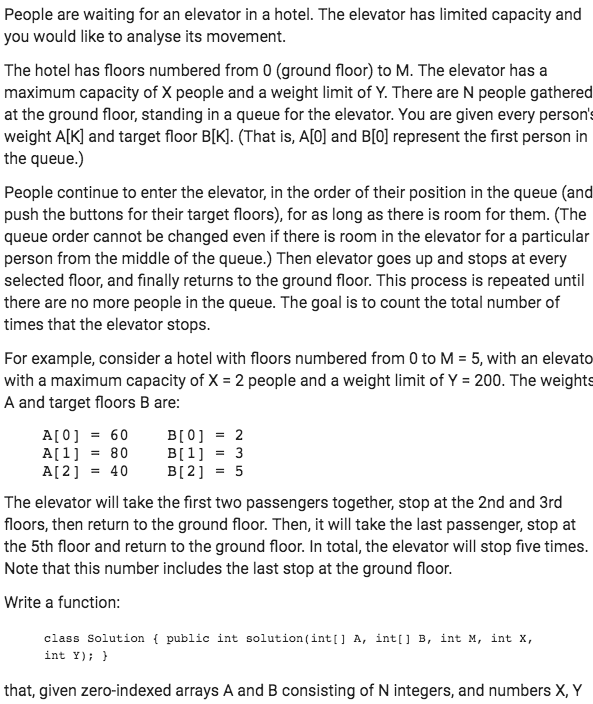 People are waiting for an elevator in a hotel. The elevator has limited capacity and
you would like to analyse its movement.
The hotel has floors numbered from 0 (ground floor) to M. The elevator has a
maximum capacity of X people and a weight limit of Y. There are N people gathered
at the ground floor, standing in a queue for the elevator. You are given every person's
weight A[K] and target floor B[K]. (That is, A[0] and B[0] represent the first person in
the queue.)
People continue to enter the elevator, in the order of their position in the queue (and
push the buttons for their target floors), for as long as there is room for them. (The
queue order cannot be changed even if there is room in the elevator for a particular
person from the middle of the queue.) Then elevator goes up and stops at every
selected floor, and finally returns to the ground floor. This process is repeated until
there are no more people in the queue. The goal is to count the total number of
times that the elevator stops.
For example, consider a hotel with floors numbered from 0 to M = 5, with an elevato
with a maximum capacity of X = 2 people and a weight limit of Y = 200. The weights
A and target floors B are:
A[0] = 60 B[0] = 2
A[1] = 80 B[1] = 3
A[2] = 40 B[2] = 5
The elevator will take the first two passengers together, stop at the 2nd and 3rd
floors, then return to the ground floor. Then, it will take the last passenger, stop at
the 5th floor and return to the ground floor. In total, the elevator will stop five times.
Note that this number includes the last stop at the ground floor.
Write a function:
class Solution { public int solution(int[] A, int[] B, int M, int X,
int Y); }
that, given zero-indexed arrays A and B consisting of N integers, and numbers X, Y